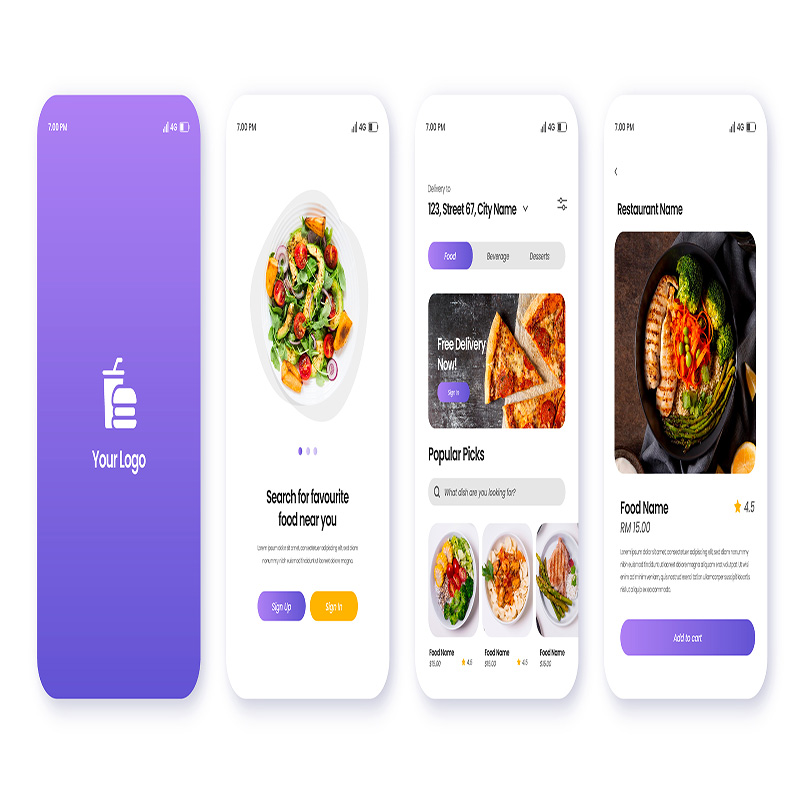 7.00 PM
4G
Your Logo
7.00 PM
4G
Search for favourite
food near you
Lorem ipsum dolor sit amet, consectetuer adipiscing elit, sed diam
nonummy nibh euismod tincidunt ut laoreet dolore magna.
Sign Up
Sign In
7.00 PM
4G
Delivery to
123, Street 67, City Name
Food
Beverage
Desserts
Free Delivery
Now!
Sign In
Popular Picks
What dish are you looking for?
Food Name
$15.00
4.5
Food Name
$15.00
4.5
Food Name
$15.00
7.00 PM
4G
Restaurant Name
Food Name
4.5
RM 15.00
Lorem ipsum dolor sit amet, consectetuer adipiscing elit, sed diam nonummy
nibh euismod tincidunt ut laoreet dolore magna aliquam erat volutpat. Ut wisi
enim ad minim veniam, quis nostrud exerci tation ullamcorper suscipit lobortis
nisl ut aliquip ex ea commodo.
Add to cart